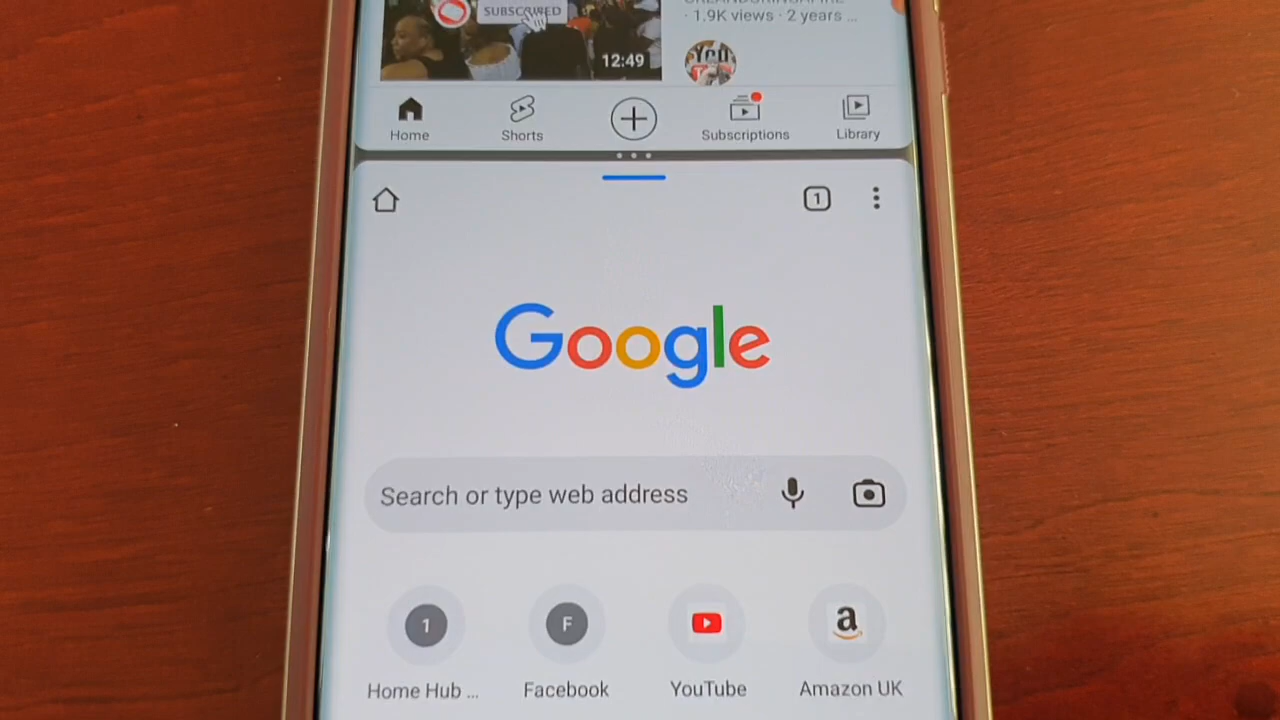 SUBSCRIBED
· 1.9K views · 2 years ...
12:49
You
Home
Shorts
Subscriptions
Library
1
Google
Search or type web address
1
F
a
Home Hub ...
Facebook
YouTube
Amazon UK